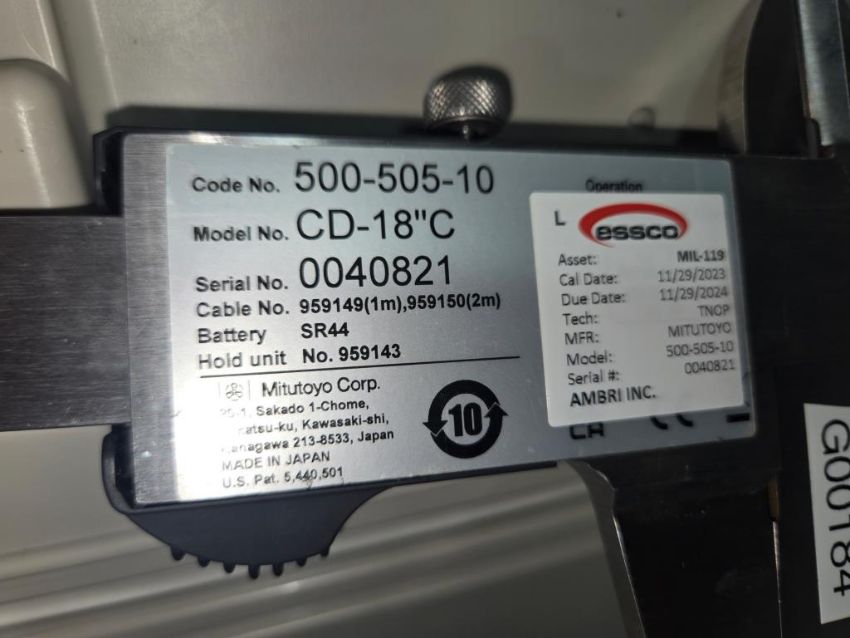 Code No. 500-505-10
Model No. CD-18"C
Serial No. 0040821
Cable No. 959149(1m),959150(2m)
Battery SR44
Hold unit No. 959143
Mitutoyo Corp.
Sakado 1-Chome,
Kawasaki-shi,
213-8533, Japan
MADE IN JAPAN
U.S. Pat. 5,440,501
10
Operation
L essco
Asset: MIL-119
Cal Date: 11/29/2023
Due Date: 11/29/2024
Tech: TNOP
MFR: MITUTOYO
Model: 500-505-10
Serial #: 0040821
AMBRI INC.
G00184